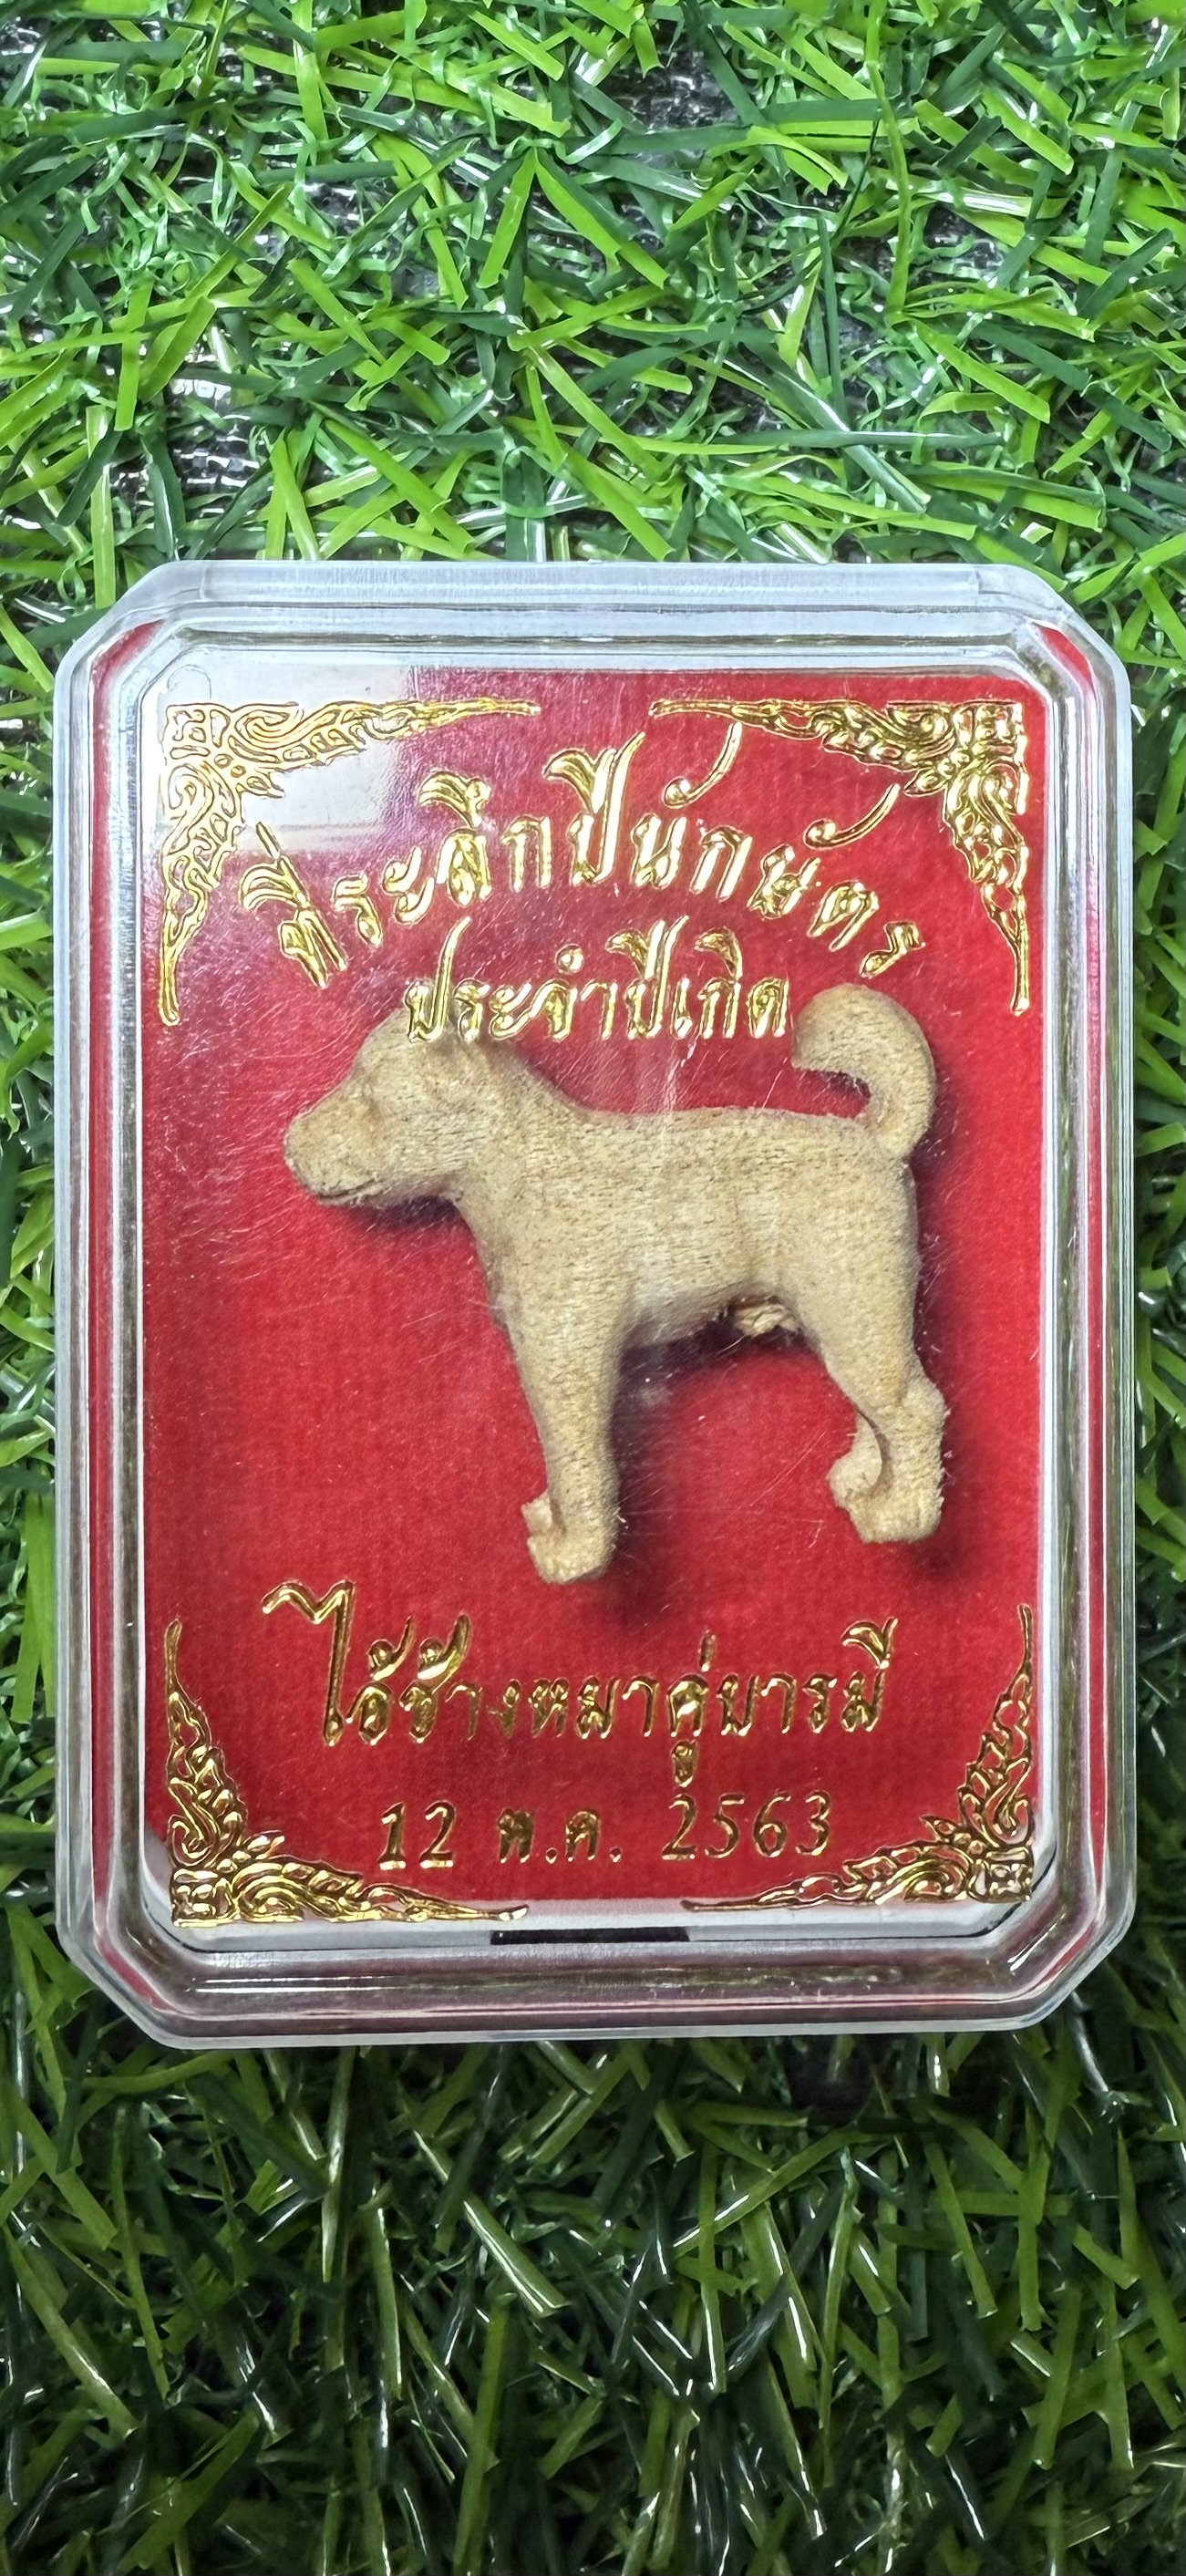 ที่ระลึกปีนักษัตร
ประจำปีเกิด
ไอ้ช้างหมาคู่บารมี
12 พ.ค. 2563